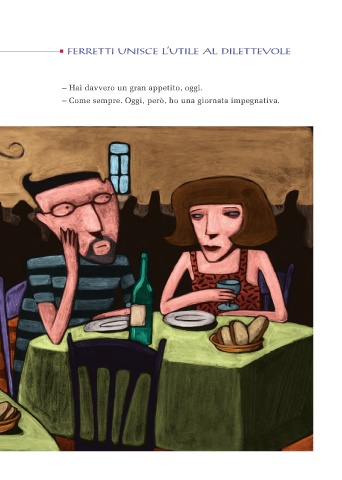 FERRETTI UNISCE L'UTILE AL DILETTEVOLE
– Hai davvero un gran appetito, oggi.
– Come sempre. Oggi, però, ho una giornata impegnativa.